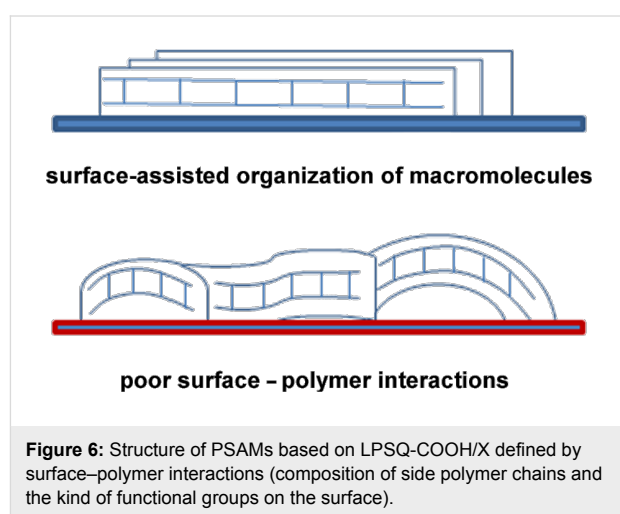 surface-assisted organization of macromolecules
poor surface – polymer interactions
Figure 6: Structure of PSAMs based on LPSQ-COOH/X defined by
surface–polymer interactions (composition of side polymer chains and
the kind of functional groups on the surface).